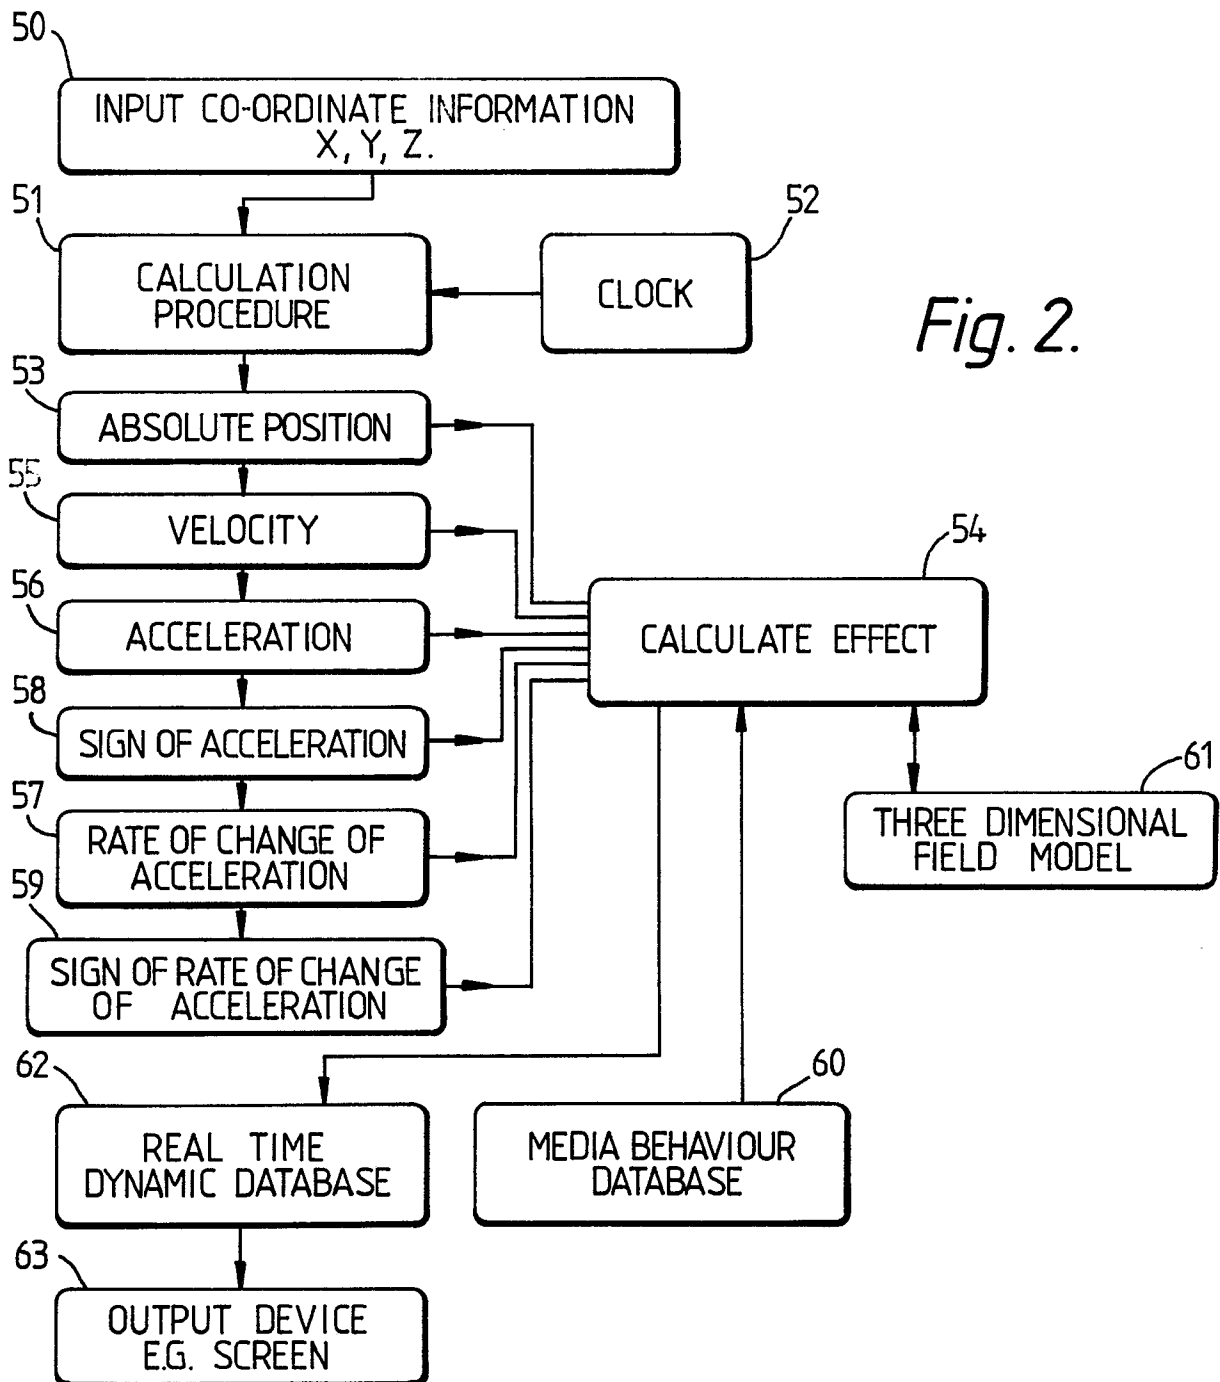 50
INPUT CO-ORDINATE INFORMATION
X, Y, Z.
51
52
CALCULATION
PROCEDURE
CLOCK
Fig. 2.
53
ABSOLUTE POSITION
55
VELOCITY
54
56
ACCELERATION
CALCULATE EFFECT
58
SIGN OF ACCELERATION
57
61
RATE OF CHANGE OF
ACCELERATION
THREE DIMENSIONAL
FIELD MODEL
59
SIGN OF RATE OF CHANGE
OF ACCELERATION
62
60
REAL TIME
DYNAMIC DATABASE
MEDIA BEHAVIOUR
DATABASE
63
OUTPUT DEVICE
E.G. SCREEN